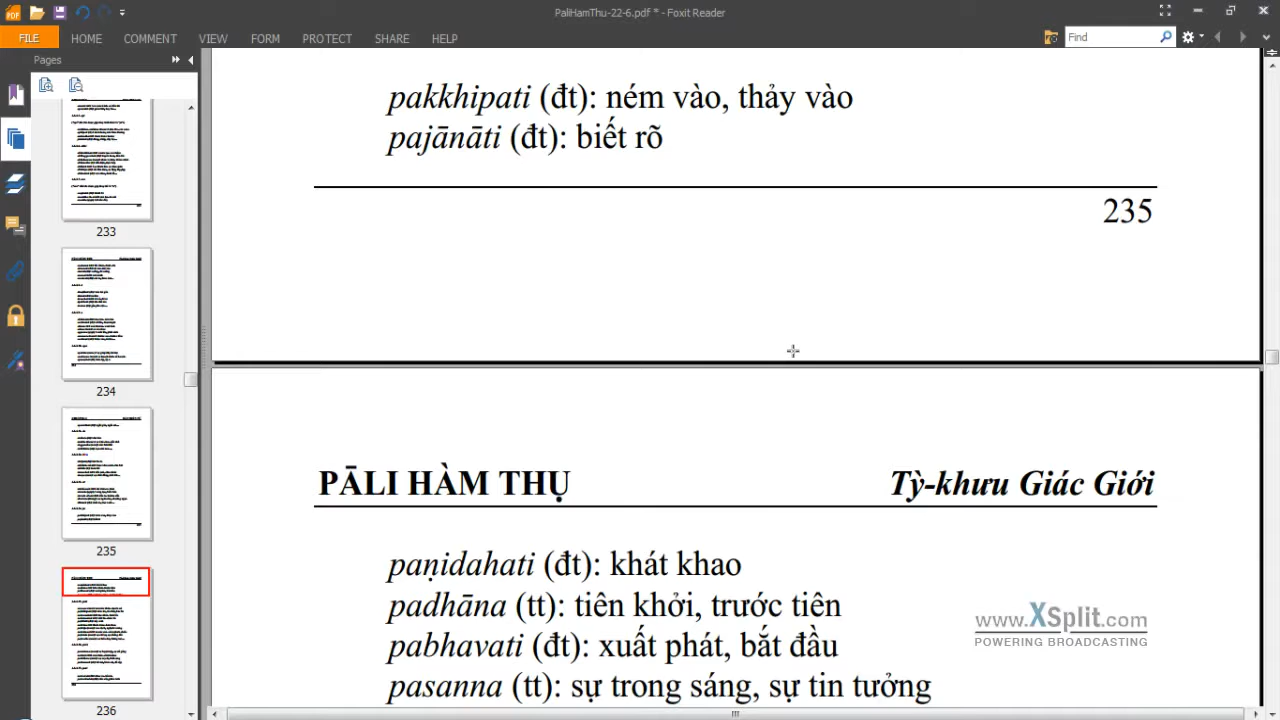 PaliHamThu-22-6.pdf * - Foxit Reader
FILE HOME COMMENT VIEW FORM PROTECT SHARE HELP
Find
Pages
233
234
235
236
pakkhipati (đt): ném vào, thảy vào
pajānāti (đt): biết rõ
235
PĀLI HÀM THỤ Tỳ-khưu Giác Giới
paṇidahati (đt): khát khao
padhāna (tt): tiên khởi, trước tiên
pabhavati (đt): xuất phát, bắt đầu
pasanna (tt): sự trong sáng, sự tin tưởng
www.XSplit.com
POWERING BROADCASTING